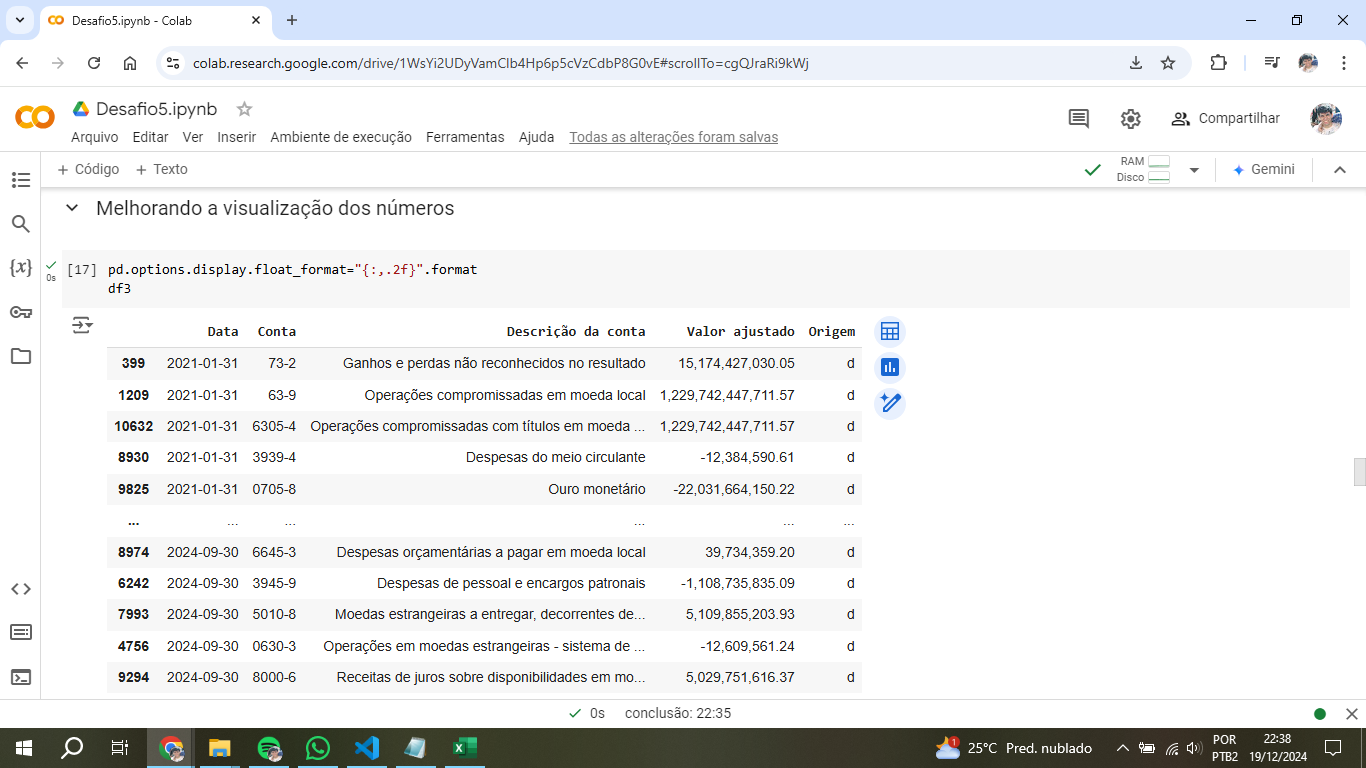 Desafio5.ipynb - Colab
colab.research.google.com/drive/1WsYi2UDyVamClb4Hp6p5cVzCdbP8G0vE#scrollTo=cgQJraRi9kWj
Desafio5.ipynb
Arquivo Editar Ver Inserir Ambiente de execução Ferramentas Ajuda Todas as alterações foram salvas
Compartilhar
+ Código + Texto
RAM
Disco
Gemini
Melhorando a visualização dos números
[17] pd.options.display.float_format="{:,.2f}".format
0s
df3
{x}
Data Conta Descrição da conta Valor ajustado Origem
399 2021-01-31 73-2 Ganhos e perdas não reconhecidos no resultado 15,174,427,030.05 d
1209 2021-01-31 63-9 Operações compromissadas em moeda local 1,229,742,447,711.57 d
10632 2021-01-31 6305-4 Operações compromissadas com títulos em moeda ... 1,229,742,447,711.57 d
8930 2021-01-31 3939-4 Despesas do meio circulante -12,384,590.61 d
9825 2021-01-31 0705-8 Ouro monetário -22,031,664,150.22 d
... ... ... ... ... ...
8974 2024-09-30 6645-3 Despesas orçamentárias a pagar em moeda local 39,734,359.20 d
6242 2024-09-30 3945-9 Despesas de pessoal e encargos patronais -1,108,735,835.09 d
7993 2024-09-30 5010-8 Moedas estrangeiras a entregar, decorrentes de... 5,109,855,203.93 d
4756 2024-09-30 0630-3 Operações em moedas estrangeiras - sistema de ... -12,609,561.24 d
9294 2024-09-30 8000-6 Receitas de juros sobre disponibilidades em mo... 5,029,751,616.37 d
0s conclusão: 22:35
1
25°C Pred. nublado
POR
PTB2
22:38
19/12/2024